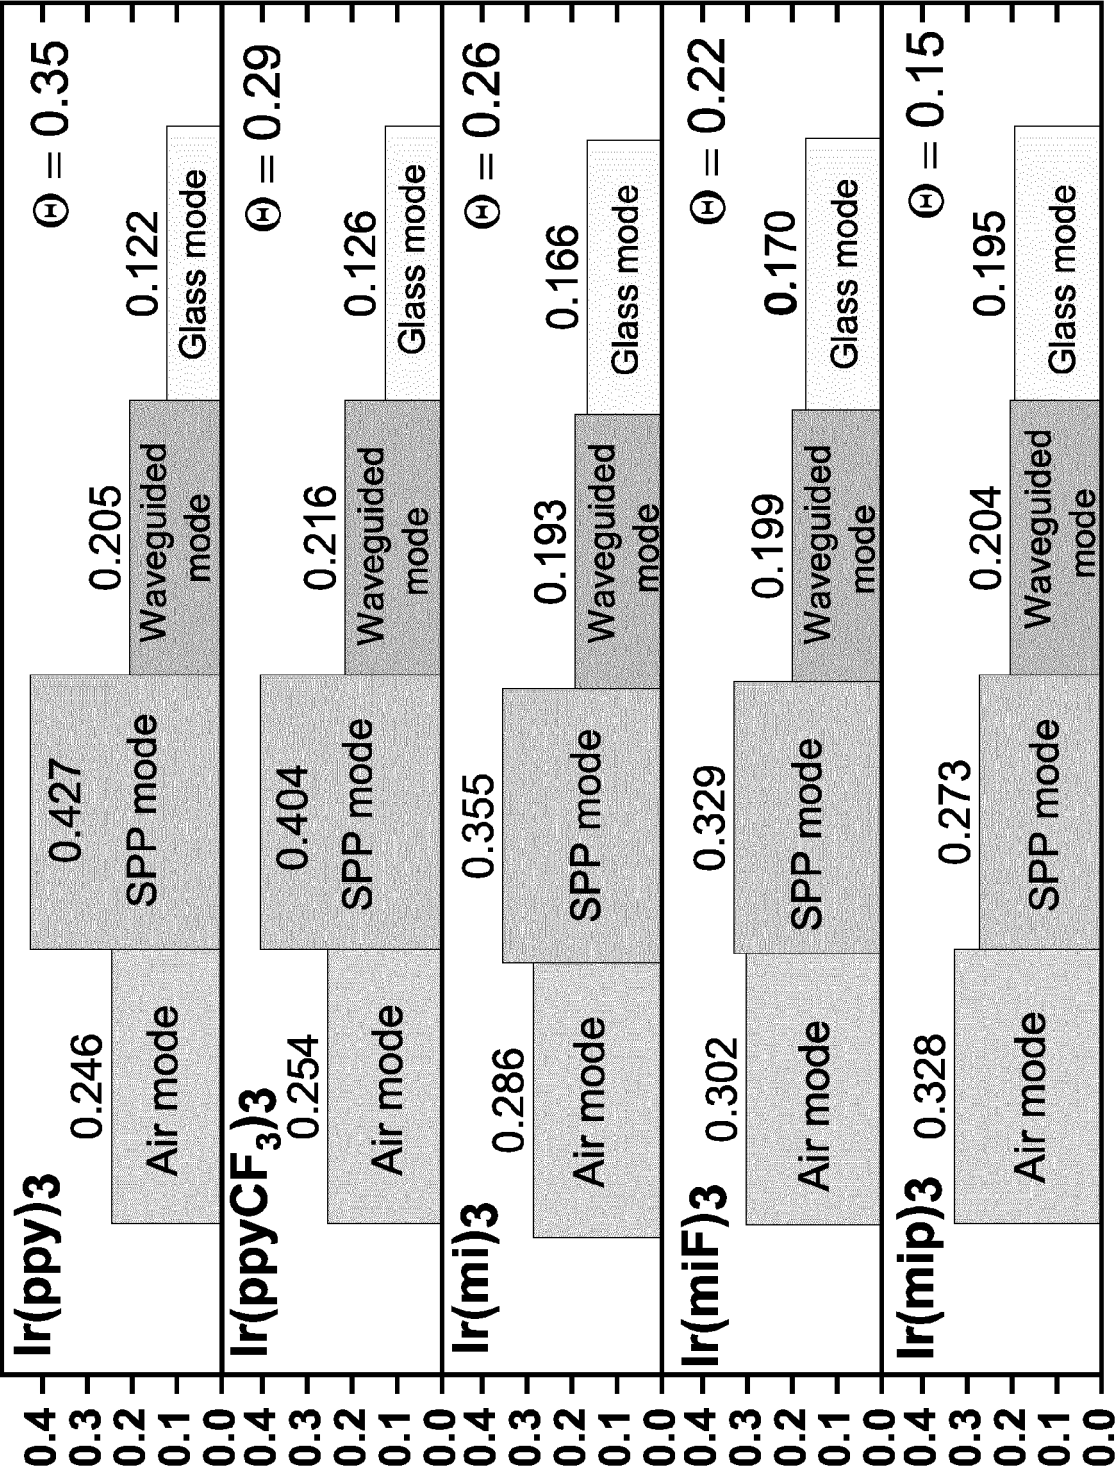 Ir(ppy)3
Θ = 0.35
0.246
0.427
0.205
0.122
Air mode
SPP mode
Waveguided
mode
Glass mode
0.4
0.3
0.2
0.1
0.0
Ir(ppyCF3)3
Θ = 0.29
0.254
0.404
0.216
0.126
Air mode
SPP mode
Waveguided
mode
Glass mode
0.4
0.3
0.2
0.1
0.0
Ir(mi)3
Θ = 0.26
0.286
0.355
0.193
0.166
Air mode
SPP mode
Waveguided
mode
Glass mode
0.4
0.3
0.2
0.1
0.0
Ir(miF)3
Θ = 0.22
0.302
0.329
0.199
0.170
Air mode
SPP mode
Waveguided
mode
Glass mode
0.4
0.3
0.2
0.1
0.0
Ir(mip)3
Θ = 0.15
0.328
0.273
0.204
0.195
Air mode
SPP mode
Waveguided
mode
Glass mode
0.4
0.3
0.2
0.1
0.0